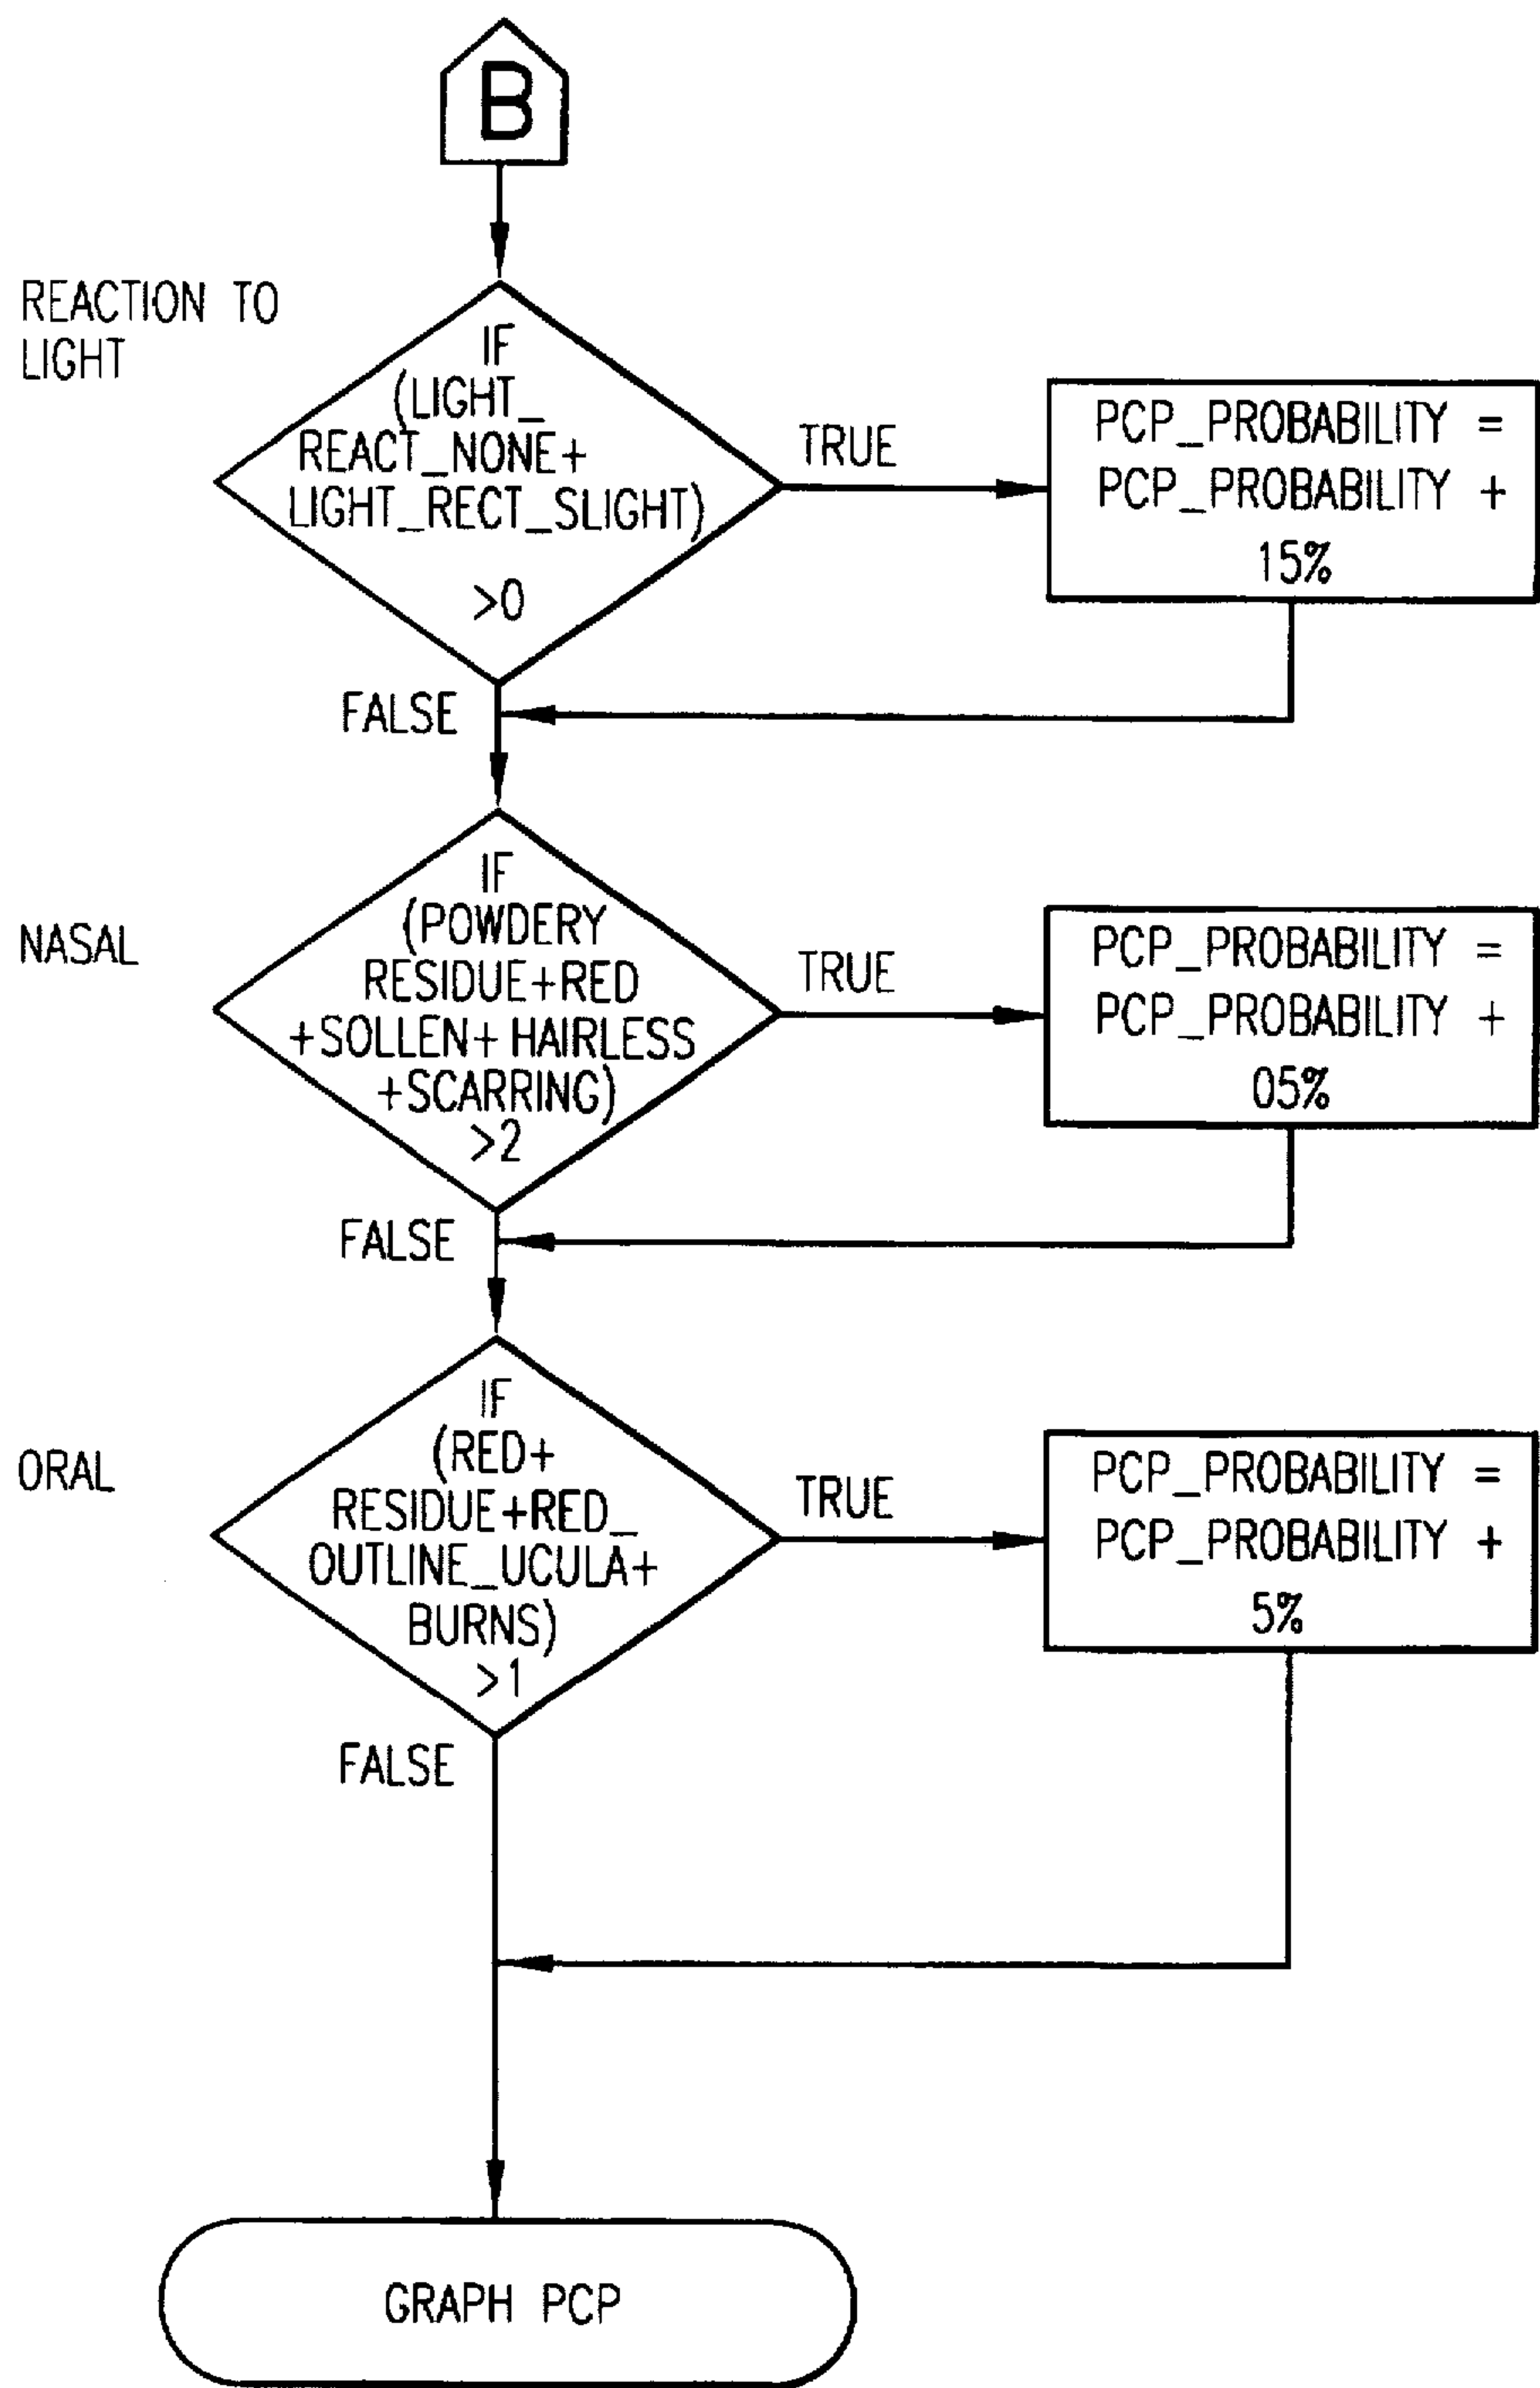 B
REACTION TO
LIGHT
IF
(LIGHT_
REACT_NONE+
LIGHT_RECT_SLIGHT)
>0
TRUE
PCP_PROBABILITY =
PCP_PROBABILITY +
15%
FALSE
NASAL
IF
(POWDERY
RESIDUE+RED
+SOLLEN+HAIRLESS
+SCARRING)
>2
TRUE
PCP_PROBABILITY =
PCP_PROBABILITY +
05%
FALSE
ORAL
IF
(RED+
RESIDUE+RED_
OUTLINE_UCULA+
BURNS)
>1
TRUE
PCP_PROBABILITY =
PCP_PROBABILITY +
5%
FALSE
GRAPH PCP